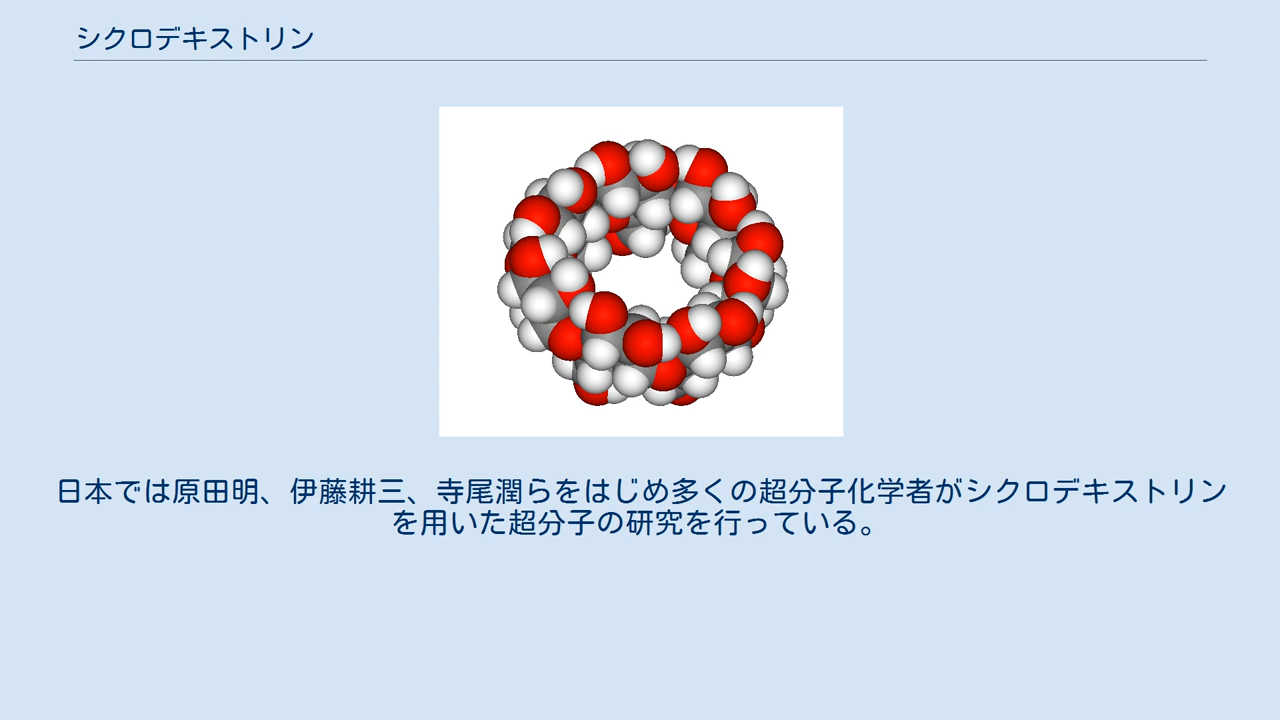 シクロデキストリン
日本では原田明、伊藤耕三、寺尾潤らをはじめ多くの超分子化学者がシクロデキストリン
を用いた超分子の研究を行っている。